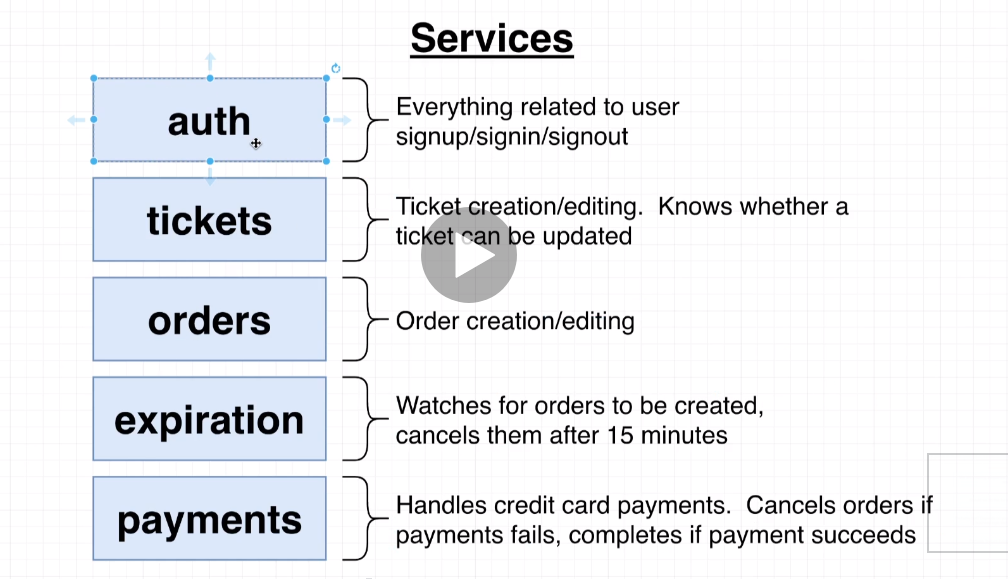 Services
auth
Everything related to user
signup/signin/signout
tickets
Ticket creation/editing.  Knows whether a
ticket can be updated
orders
Order creation/editing
expiration
Watches for orders to be created,
cancels them after 15 minutes
payments
Handles credit card payments.  Cancels orders if
payments fails, completes if payment succeeds